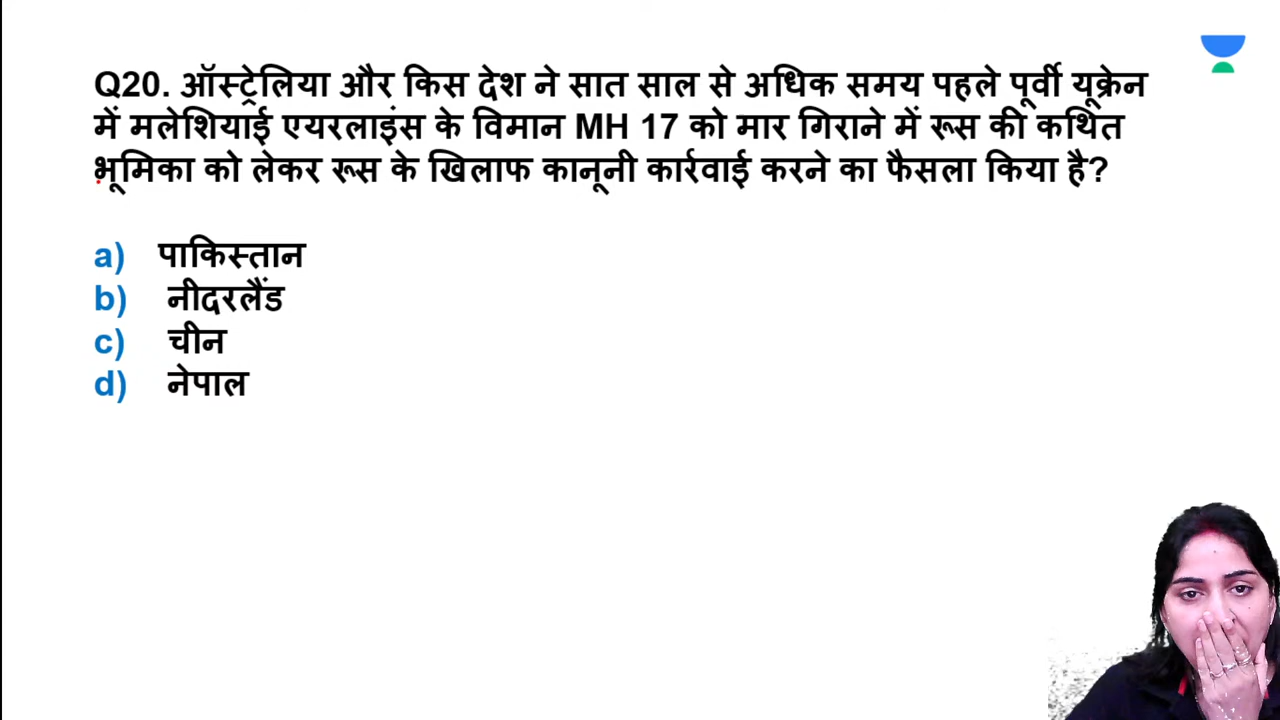 Q20. ऑस्ट्रेलिया और किस देश ने सात साल से अधिक समय पहले पूर्वी यूक्रेन
में मलेशियाई एयरलाइंस के विमान MH 17 को मार गिराने में रूस की कथित
भूमिका को लेकर रूस के खिलाफ कानूनी कार्रवाई करने का फैसला किया है?
a) पाकिस्तान
b) नीदरलैंड
c) चीन
d) नेपाल